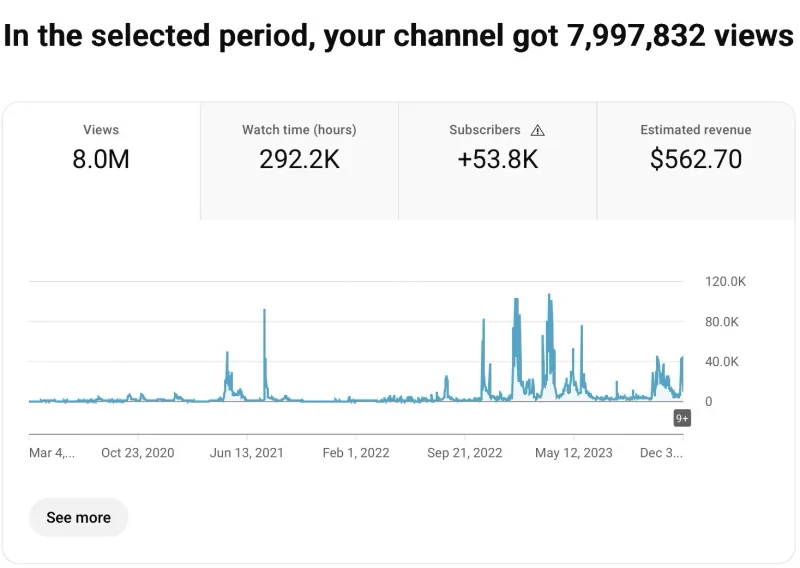 In the selected period, your channel got 7,997,832 views
Views
8.0M
Watch time (hours)
292.2K
Subscribers
+53.8K
Estimated revenue
$562.70
120.0K
80.0K
40.0K
0
9+
Mar 4,... Oct 23, 2020 Jun 13, 2021 Feb 1, 2022 Sep 21, 2022 May 12, 2023 Dec 3...
See more